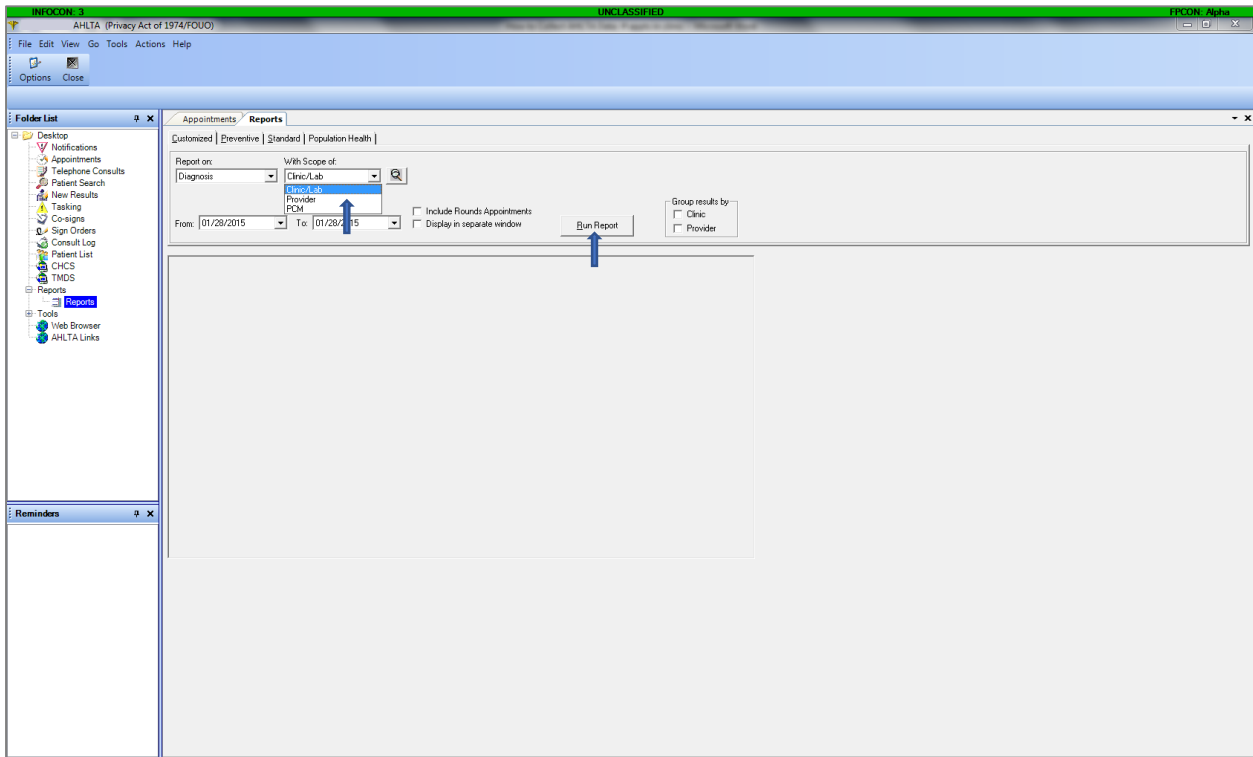 INFOCON: 3 UNCLASSIFIED FPCON: Alpha
AHLTA (Privacy Act of 1974/FOUO)
File Edit View Go Tools Actions Help
Options Close
Folder List
Desktop
Notifications
Appointments
Telephone Consults
Patient Search
New Results
Tasking
Co-signs
Sign Orders
Consult Log
Patient List
CHCS
TMDS
Reports
Reports
Tools
Web Browser
AHLTA Links
Reminders
Appointments Reports
Customized Preventive Standard Population Health
Report on: With Scope of:
Diagnosis Clinic/Lab
Clinic/Lab
Provider
PCM
Include Rounds Appointments
From: 01/28/2015 To: 01/28/2015 Display in separate window Run Report
Group results by
Clinic
Provider